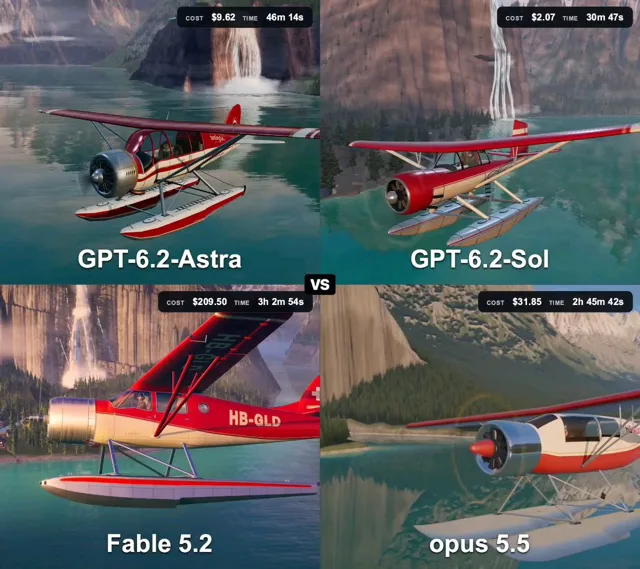 COST $9.62 TIME 46m 14s
COST $2.07 TIME 30m 47s
GPT-6.2-Astra
GPT-6.2-Sol
VS
COST $209.50 TIME 3h 2m 54s
COST $31.85 TIME 2h 45m 42s
HB-GLD
Fable 5.2
opus 5.5